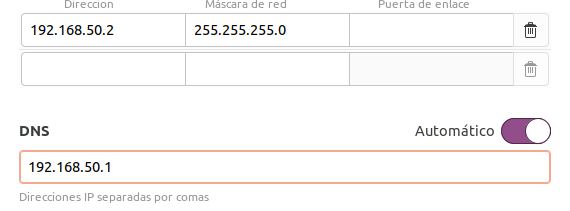 Direccion Máscara de red Puerta de enlace
192.168.50.2 255.255.255.0
DNS Automático
192.168.50.1
Direcciones IP separadas por comas